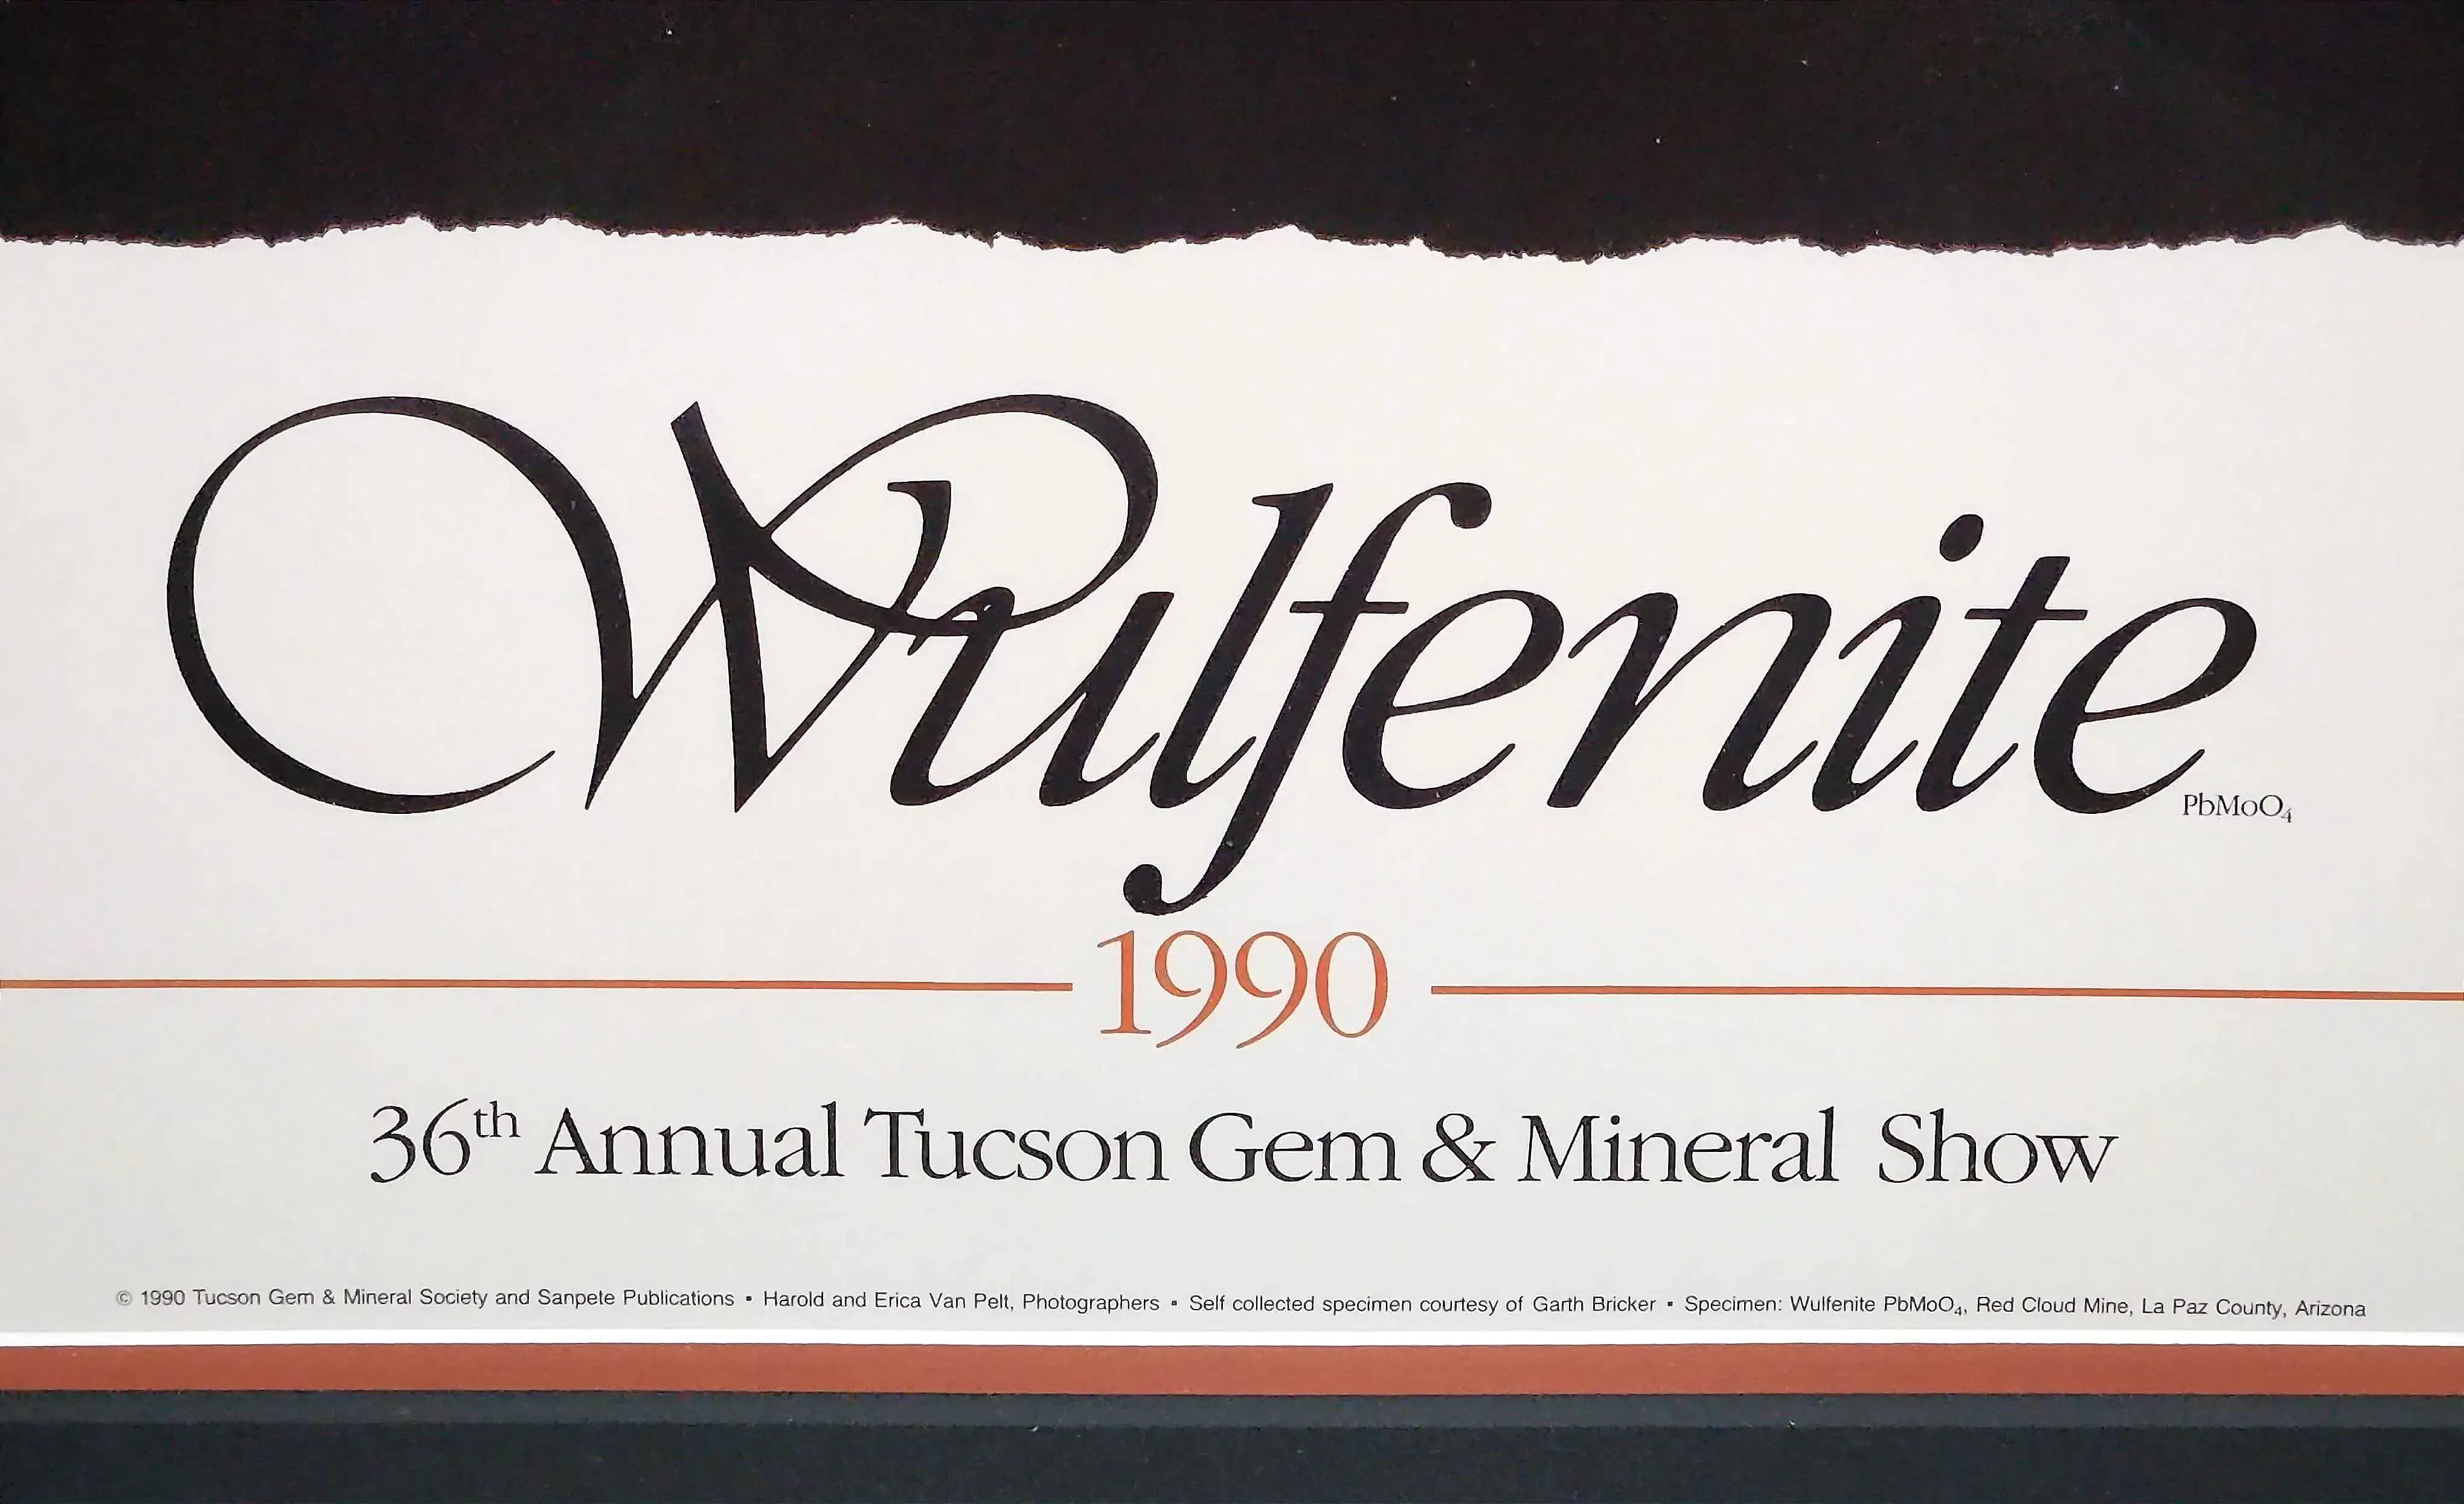 Wulfenite
PbMoO₄
1990
36th Annual Tucson Gem & Mineral Show
© 1990 Tucson Gem & Mineral Society and Sanpete Publications ▪ Harold and Erica Van Pelt, Photographers ▪ Self collected specimen courtesy of Garth Bricker ▪ Specimen: Wulfenite PbMoO₄, Red Cloud Mine, La Paz County, Arizona